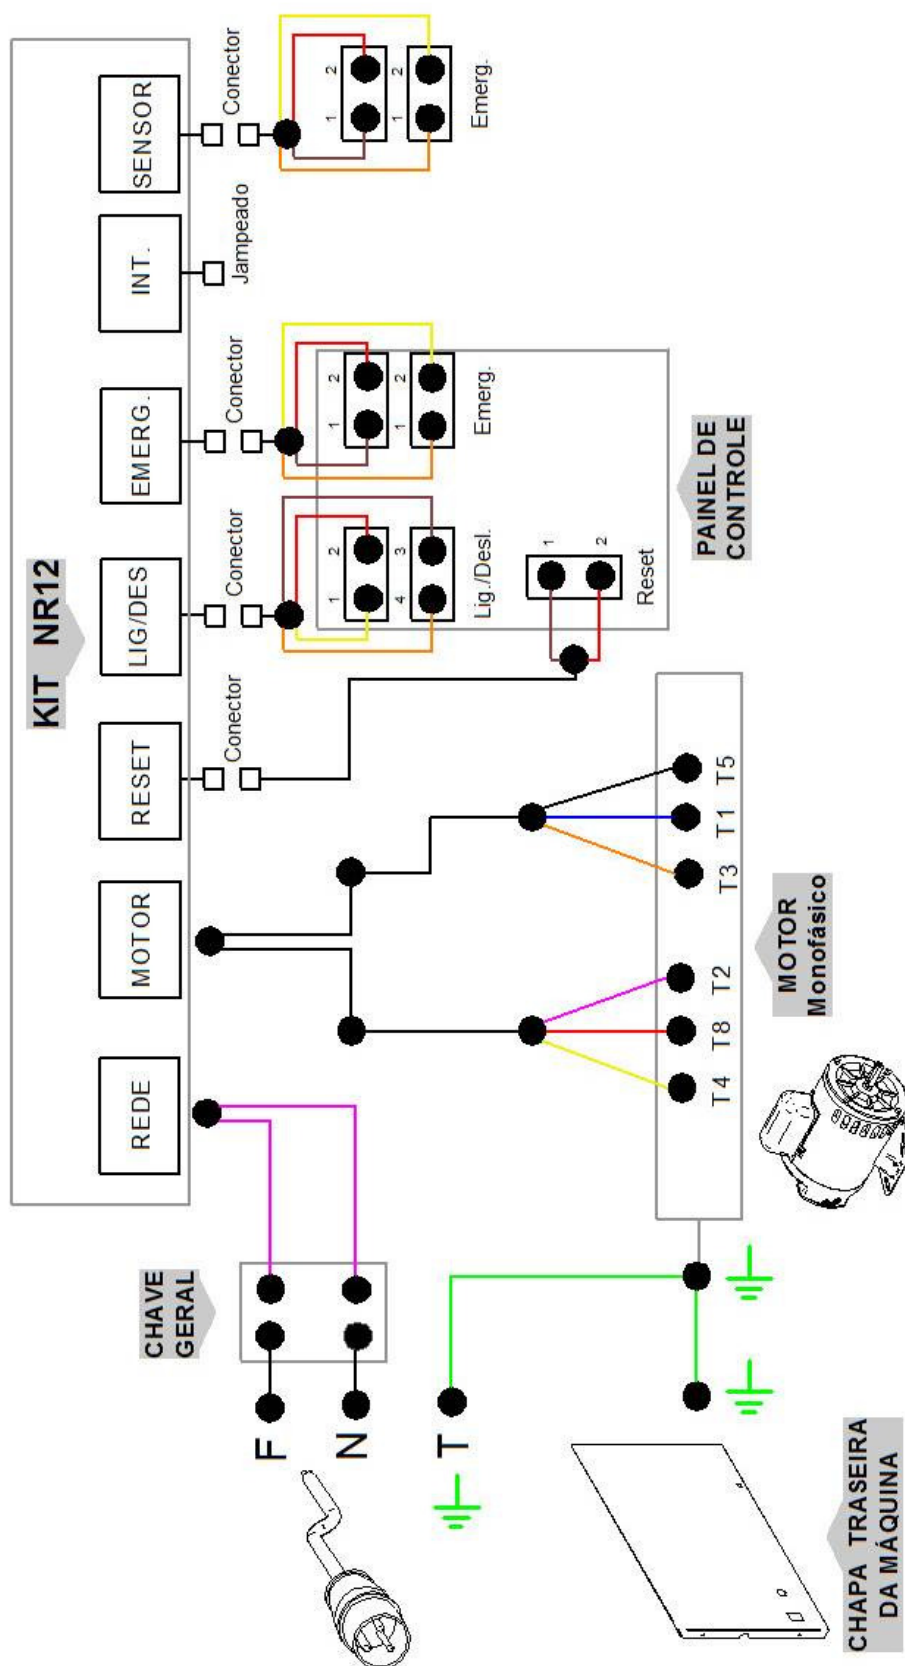 KIT NR12
REDE
MOTOR
RESET
LIG/DES
EMERG.
INT.
SENSOR
Conector
Conector
Conector
Jampeado
Conector
CHAVE
GERAL
F
N
T
1
2
4
3
Lig./Desl.
1
2
1
2
Emerg.
1
2
1
2
Emerg.
1
2
Reset
PAINEL DE
CONTROLE
T4
T8
T2
T3
T1
T5
MOTOR
Monofásico
CHAPA TRASEIRA
DA MÁQUINA